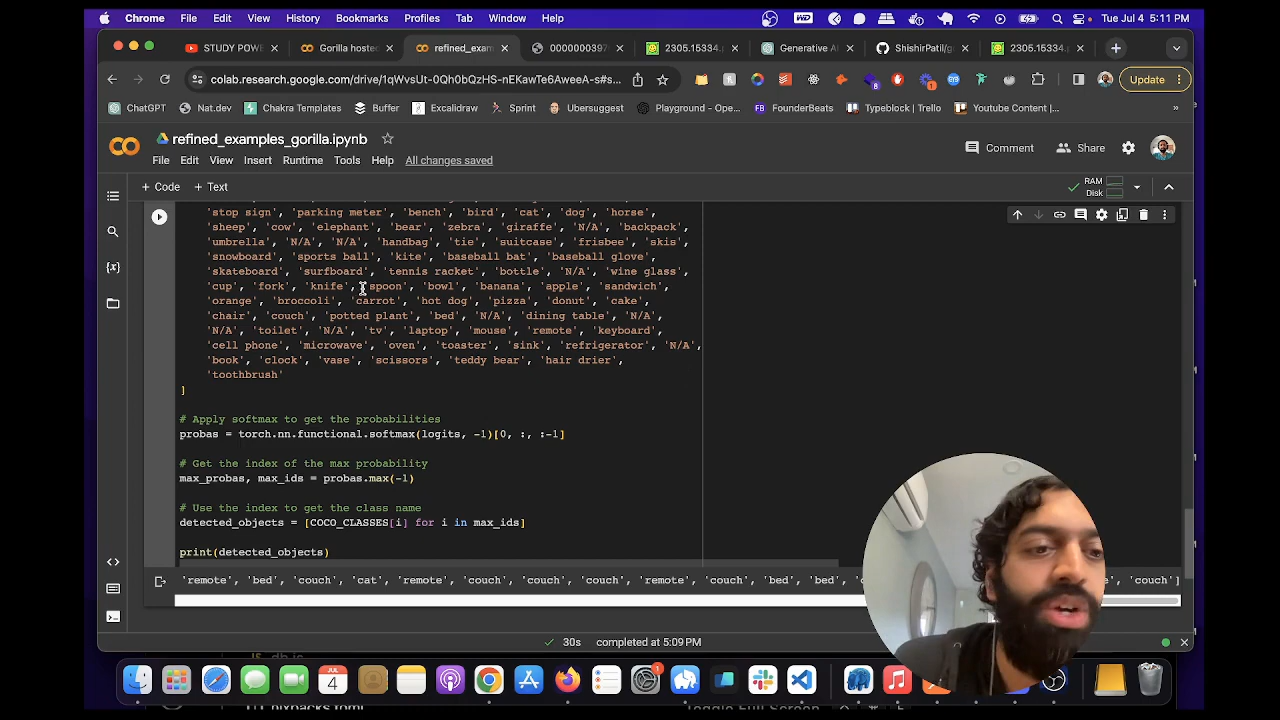 Chrome File Edit View History Bookmarks Profiles Tab Window Help Tue Jul 4 5:11 PM
STUDY POWE Gorilla hoste refined_exam 0000000397 2305.15334.p Generative AI ShishirPatil/g 2305.15334.p
colab.research.google.com/drive/1qWvsUt-0Qh0bQzHS-nEKawTe6AweeA-s#s... Update
ChatGPT Nat.dev Chakra Templates Buffer Excalidraw Sprint Ubersuggest Playground - Ope... FB FounderBeats Typeblock | Trello Youtube Content |... »
refined_examples_gorilla.ipynb
File Edit View Insert Runtime Tools Help All changes saved
Comment Share
+ Code + Text
RAM
Disk
'stop sign', 'parking meter', 'bench', 'bird', 'cat', 'dog', 'horse',
'sheep', 'cow', 'elephant', 'bear', 'zebra', 'giraffe', 'N/A', 'backpack',
'umbrella', 'N/A', 'N/A', 'handbag', 'tie', 'suitcase', 'frisbee', 'skis',
'snowboard', 'sports ball', 'kite', 'baseball bat', 'baseball glove',
'skateboard', 'surfboard', 'tennis racket', 'bottle', 'N/A', 'wine glass',
'cup', 'fork', 'knife', 'spoon', 'bowl', 'banana', 'apple', 'sandwich',
'orange', 'broccoli', 'carrot', 'hot dog', 'pizza', 'donut', 'cake',
'chair', 'couch', 'potted plant', 'bed', 'N/A', 'dining table', 'N/A',
'N/A', 'toilet', 'N/A', 'tv', 'laptop', 'mouse', 'remote', 'keyboard',
'cell phone', 'microwave', 'oven', 'toaster', 'sink', 'refrigerator', 'N/A',
'book', 'clock', 'vase', 'scissors', 'teddy bear', 'hair drier',
'toothbrush'
]
# Apply softmax to get the probabilities
probas = torch.nn.functional.softmax(logits, -1)[0, :, :-1]
# Get the index of the max probability
max_probas, max_ids = probas.max(-1)
# Use the index to get the class name
detected_objects = [COCO_CLASSES[i] for i in max_ids]
print(detected_objects)
'remote', 'bed', 'couch', 'cat', 'remote', 'couch', 'couch', 'couch', 'remote', 'couch', 'bed', 'bed', 'couch']
30s completed at 5:09 PM
JUL
4